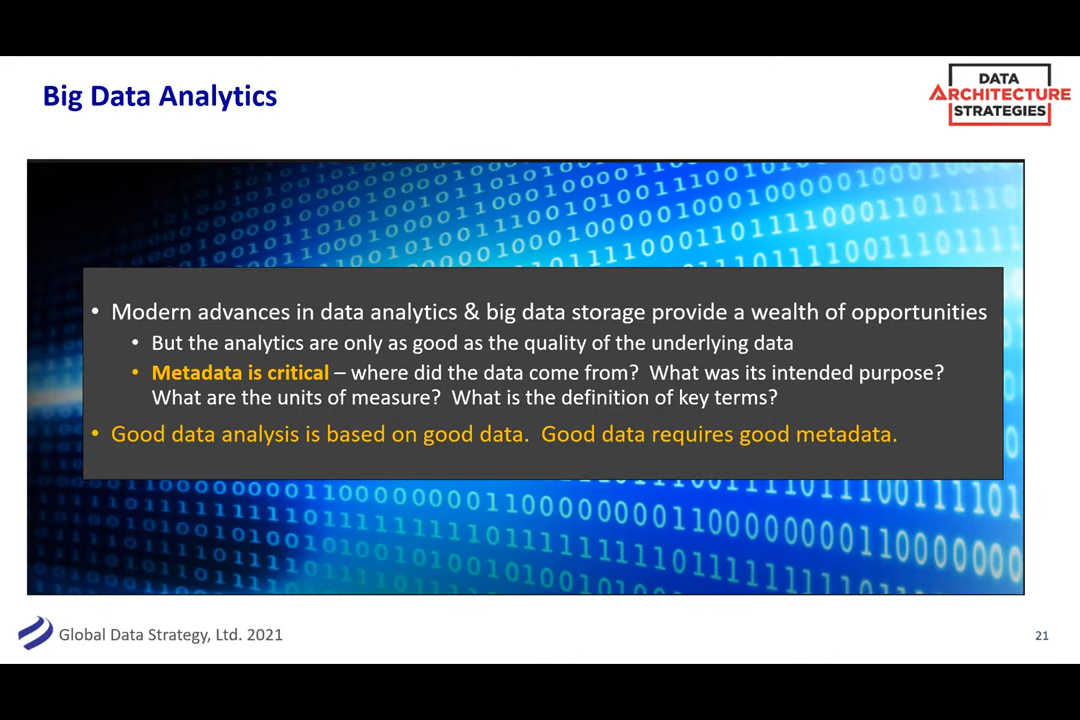 Big Data Analytics
DATA
ARCHITECTURE
STRATEGIES
• Modern advances in data analytics & big data storage provide a wealth of opportunities
• But the analytics are only as good as the quality of the underlying data
• Metadata is critical – where did the data come from? What was its intended purpose?
What are the units of measure? What is the definition of key terms?
• Good data analysis is based on good data. Good data requires good metadata.
Global Data Strategy, Ltd. 2021
21